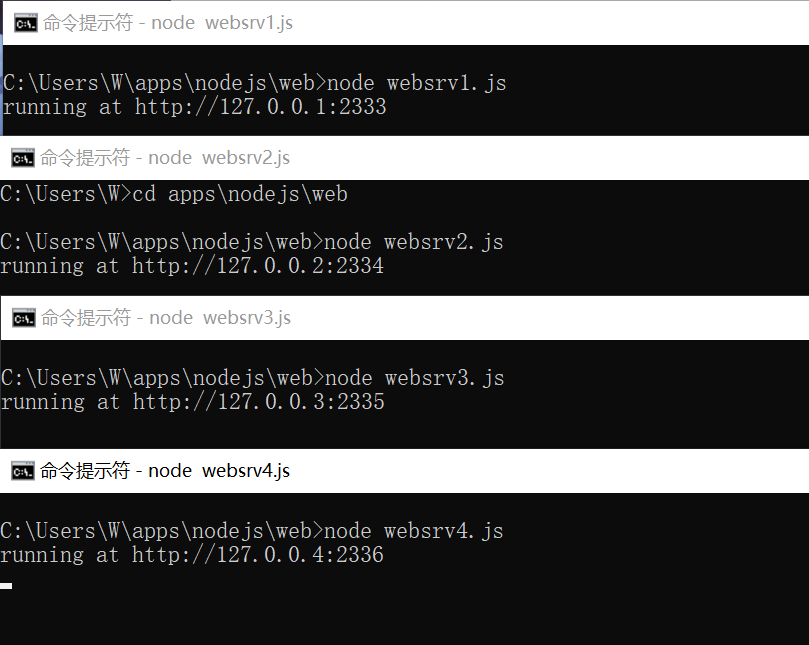 命令提示符 - node  websrv1.js
C:\Users\W\apps\nodejs\web>node websrv1.js
running at http://127.0.0.1:2333
命令提示符 - node  websrv2.js
C:\Users\W>cd apps\nodejs\web
C:\Users\W\apps\nodejs\web>node websrv2.js
running at http://127.0.0.2:2334
命令提示符 - node  websrv3.js
C:\Users\W\apps\nodejs\web>node websrv3.js
running at http://127.0.0.3:2335
命令提示符 - node  websrv4.js
C:\Users\W\apps\nodejs\web>node websrv4.js
running at http://127.0.0.4:2336